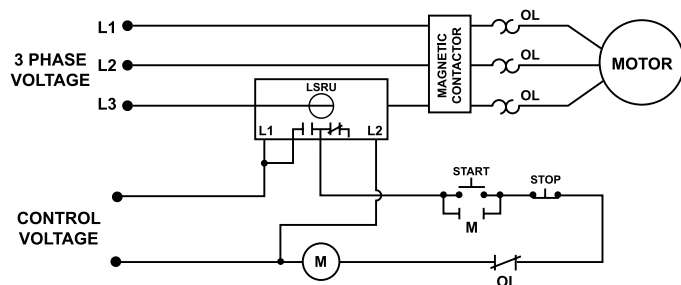 L1
OL
3 PHASE
VOLTAGE
L2
MAGNETIC
CONTACTOR
OL
MOTOR
LSRU
L3
OL
L1
L2
START
STOP
M
CONTROL
VOLTAGE
M
OL